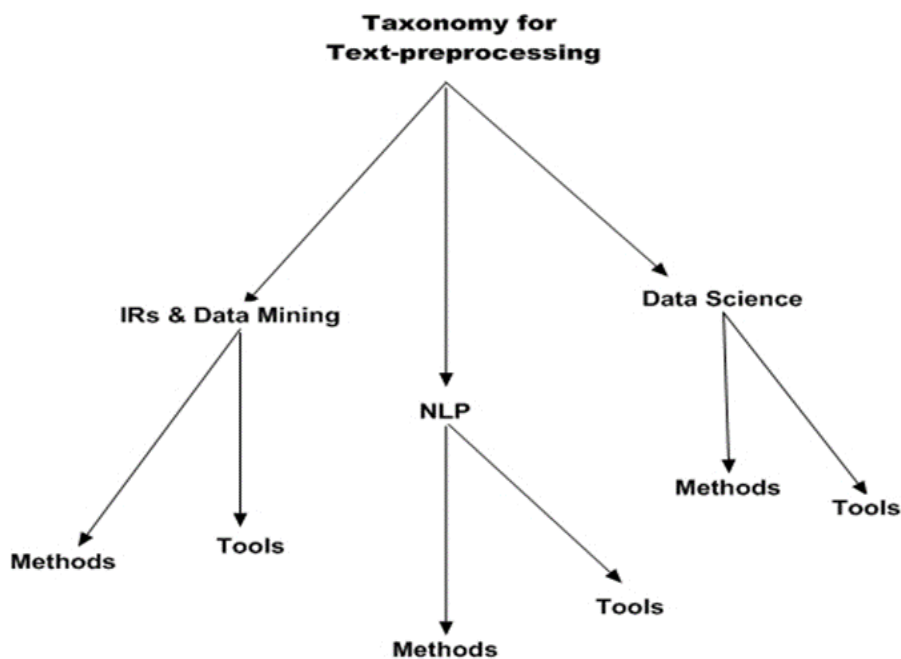 Taxonomy for
Text-preprocessing
IRs & Data Mining
Data Science
NLP
Methods
Tools
Methods
Tools
Methods
Tools